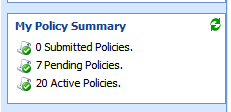 My Policy Summary
0 Submitted Policies.
7 Pending Policies.
20 Active Policies.